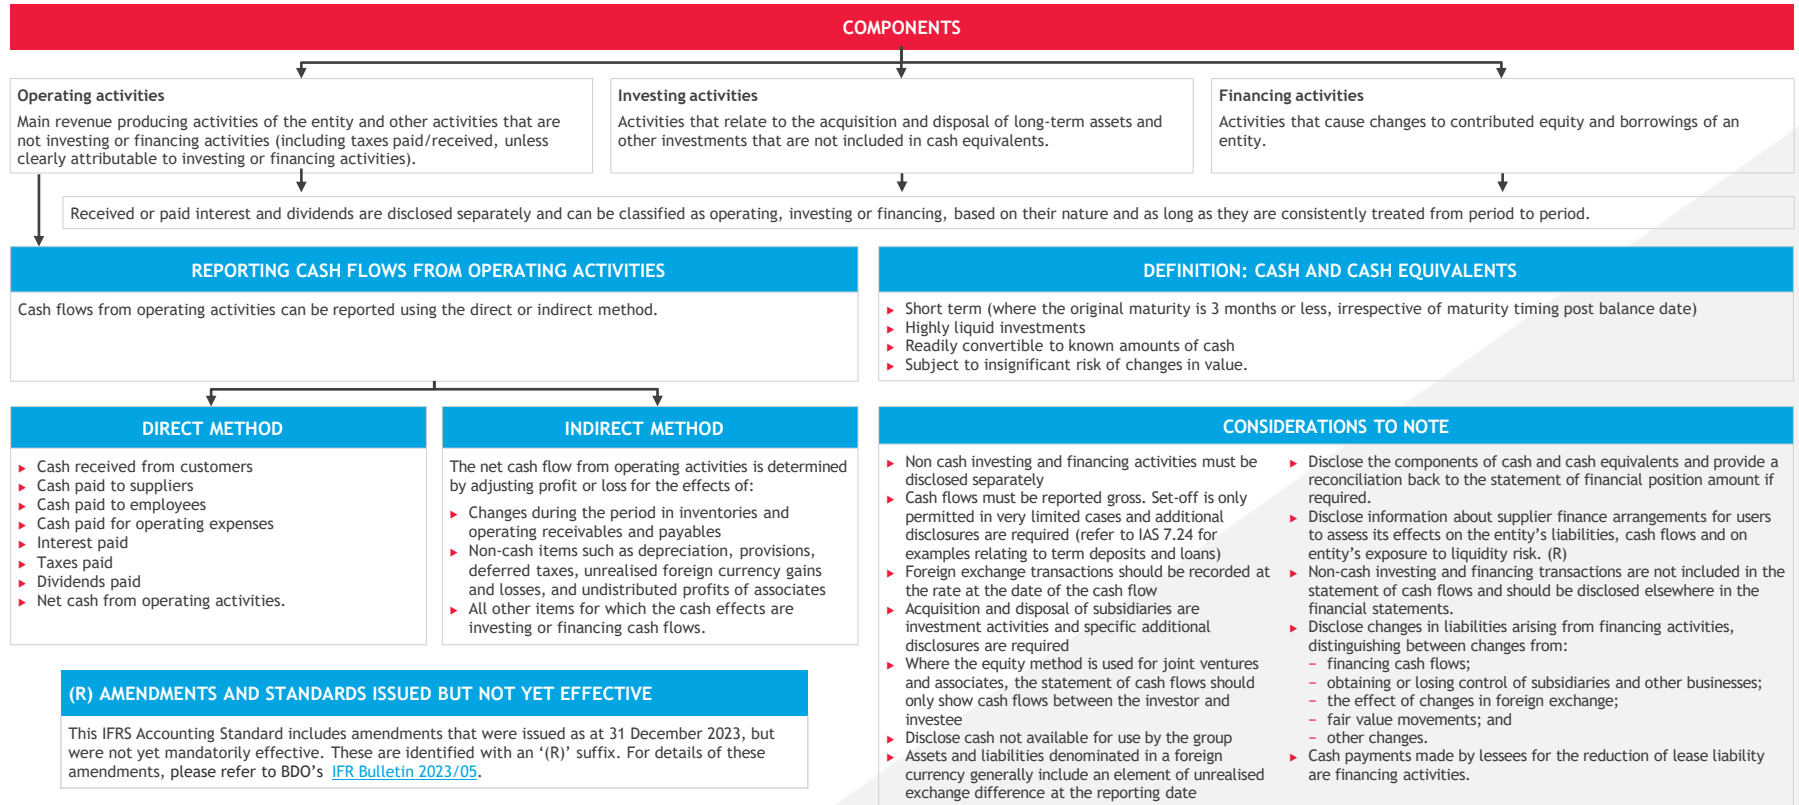 COMPONENTS
Operating activities
Main revenue producing activities of the entity and other activities that are
not investing or financing activities (including taxes paid/received, unless
clearly attributable to investing or financing activities).
Investing activities
Activities that relate to the acquisition and disposal of long-term assets and
other investments that are not included in cash equivalents.
Financing activities
Activities that cause changes to contributed equity and borrowings of an
entity.
Received or paid interest and dividends are disclosed separately and can be classified as operating, investing or financing, based on their nature and as long as they are consistently treated from period to period.
REPORTING CASH FLOWS FROM OPERATING ACTIVITIES
Cash flows from operating activities can be reported using the direct or indirect method.
DEFINITION: CASH AND CASH EQUIVALENTS
► Short term (where the original maturity is 3 months or less, irrespective of maturity timing post balance date)
► Highly liquid investments
► Readily convertible to known amounts of cash
► Subject to insignificant risk of changes in value.
DIRECT METHOD
► Cash received from customers
► Cash paid to suppliers
► Cash paid to employees
► Cash paid for operating expenses
► Interest paid
► Taxes paid
► Dividends paid
► Net cash from operating activities.
INDIRECT METHOD
The net cash flow from operating activities is determined
by adjusting profit or loss for the effects of:
► Changes during the period in inventories and
operating receivables and payables
► Non-cash items such as depreciation, provisions,
deferred taxes, unrealised foreign currency gains
and losses, and undistributed profits of associates
► All other items for which the cash effects are
investing or financing cash flows.
(R) AMENDMENTS AND STANDARDS ISSUED BUT NOT YET EFFECTIVE
This IFRS Accounting Standard includes amendments that were issued as at 31 December 2023, but
were not yet mandatorily effective. These are identified with an ‘(R)’ suffix. For details of these
amendments, please refer to BDO’s IFR Bulletin 2023/05.
CONSIDERATIONS TO NOTE
► Non cash investing and financing activities must be
disclosed separately
► Cash flows must be reported gross. Set-off is only
permitted in very limited cases and additional
disclosures are required (refer to IAS 7.24 for
examples relating to term deposits and loans)
► Foreign exchange transactions should be recorded at
the rate at the date of the cash flow
► Acquisition and disposal of subsidiaries are
investment activities and specific additional
disclosures are required
► Where the equity method is used for joint ventures
and associates, the statement of cash flows should
only show cash flows between the investor and
investee
► Disclose cash not available for use by the group
► Assets and liabilities denominated in a foreign
currency generally include an element of unrealised
exchange difference at the reporting date
► Disclose the components of cash and cash equivalents and provide a
reconciliation back to the statement of financial position amount if
required.
► Disclose information about supplier finance arrangements for users
to assess its effects on the entity’s liabilities, cash flows and on
entity’s exposure to liquidity risk. (R)
► Non-cash investing and financing transactions are not included in the
statement of cash flows and should be disclosed elsewhere in the
financial statements.
► Disclose changes in liabilities arising from financing activities,
distinguishing between changes from:
– financing cash flows;
– obtaining or losing control of subsidiaries and other businesses;
– the effect of changes in foreign exchange;
– fair value movements; and
– other changes.
► Cash payments made by lessees for the reduction of lease liability
are financing activities.